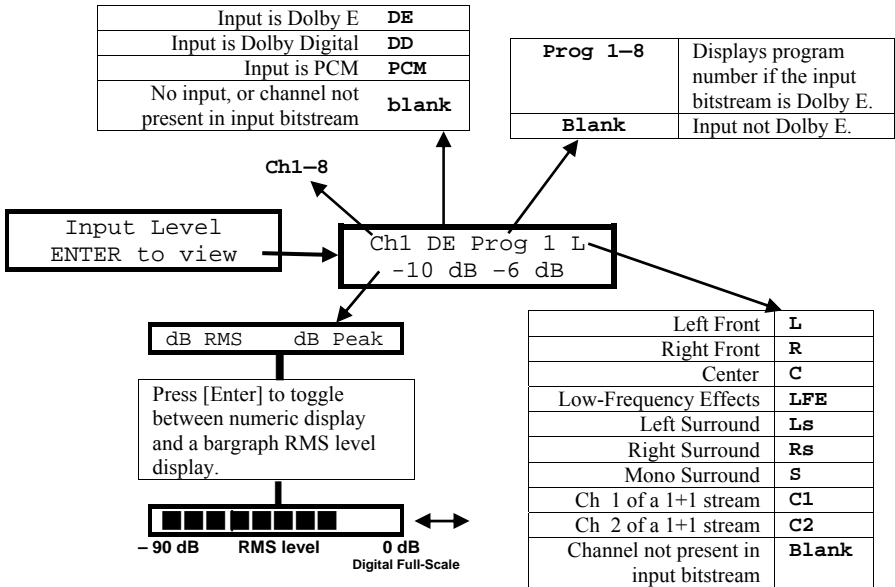 Input is Dolby E DE
Input is Dolby Digital DD
Input is PCM PCM
No input, or channel not
present in input bitstream blank
Prog 1–8 Displays program
number if the input
bitstream is Dolby E.
Blank Input not Dolby E.
Ch1–8
Input Level
ENTER to view
Ch1 DE Prog 1 L
-10 dB –6 dB
dB RMS dB Peak
Press [Enter] to toggle
between numeric display
and a bargraph RMS level
display.
– 90 dB RMS level 0 dB
Digital Full-Scale
Left Front L
Right Front R
Center C
Low-Frequency Effects LFE
Left Surround Ls
Right Surround Rs
Mono Surround S
Ch 1 of a 1+1 stream C1
Ch 2 of a 1+1 stream C2
Channel not present in Blank
input bitstream